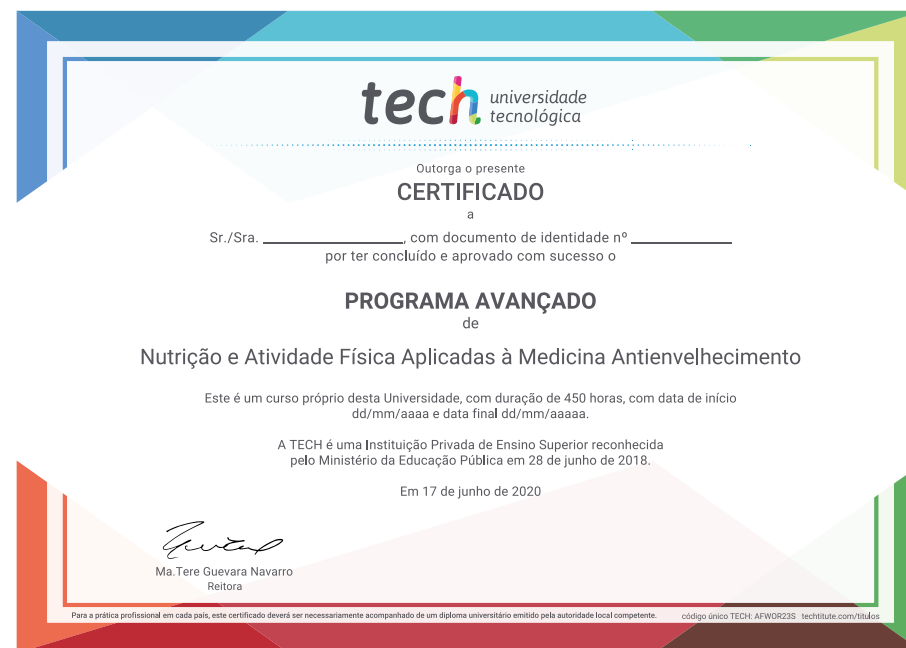 tech universidade
tecnológica
Outorga o presente
CERTIFICADO
a
Sr./Sra. ____________, com documento de identidade nº ____________
por ter concluído e aprovado com sucesso o
PROGRAMA AVANÇADO
de
Nutrição e Atividade Física Aplicadas à Medicina Antienvelhecimento
Este é um curso próprio desta Universidade, com duração de 450 horas, com data de início
dd/mm/aaaa e data final dd/mm/aaaaa.
A TECH é uma Instituição Privada de Ensino Superior reconhecida
pelo Ministério da Educação Pública em 28 de junho de 2018.
Em 17 de junho de 2020
Ma.Tere Guevara Navarro
Reitora
Para a prática profissional em cada país, este certificado deverá ser necessariamente acompanhado de um diploma universitário emitido pela autoridade local competente. código único TECH: AFWOR23S techtitute.com/titulos